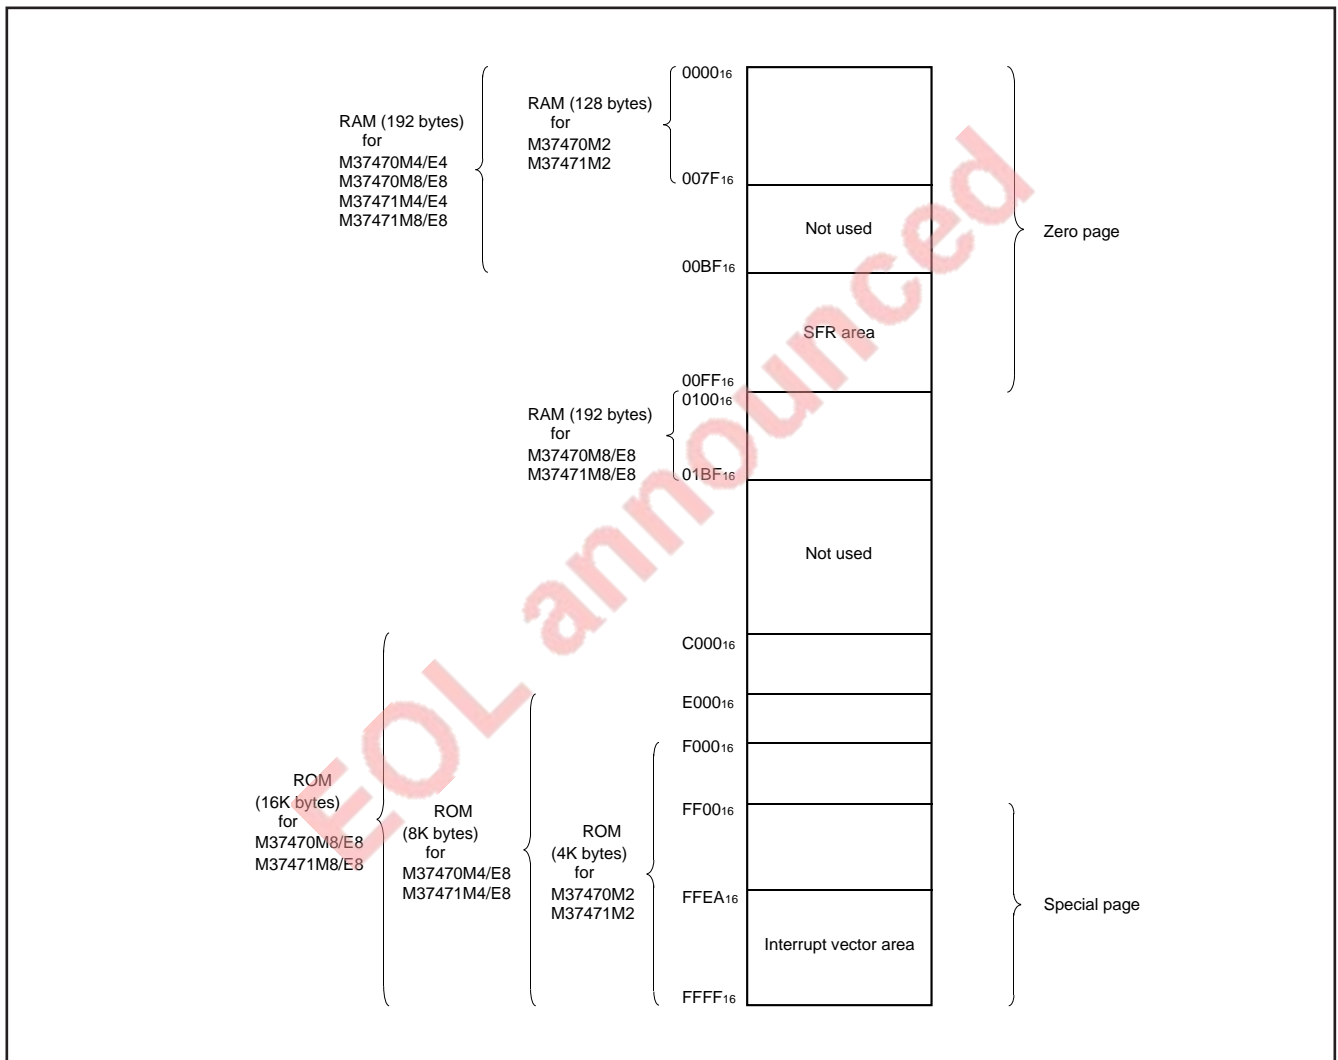 RAM (192 bytes)
for
M37470M4/E4
M37470M8/E8
M37471M4/E4
M37471M8/E8
RAM (128 bytes)
for
M37470M2
M37471M2
0000₁₆
007F₁₆
Not used
00BF₁₆
Zero page
SFR area
00FF₁₆
0100₁₆
RAM (192 bytes)
for
M37470M8/E8
M37471M8/E8
01BF₁₆
Not used
C000₁₆
E000₁₆
F000₁₆
ROM
(16K bytes)
for
M37470M8/E8
M37471M8/E8
ROM
(8K bytes)
for
M37470M4/E8
M37471M4/E8
ROM
(4K bytes)
for
M37470M2
M37471M2
FF00₁₆
FFEA₁₆
Special page
Interrupt vector area
FFFF₁₆
EOL announced